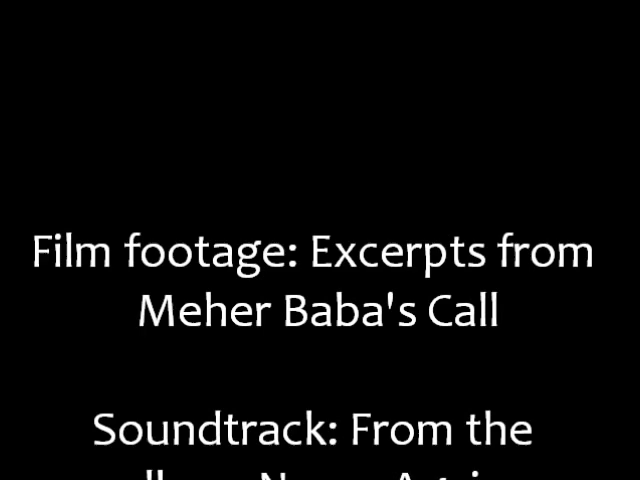 Film footage: Excerpts from
Meher Baba's Call
Soundtrack: From the